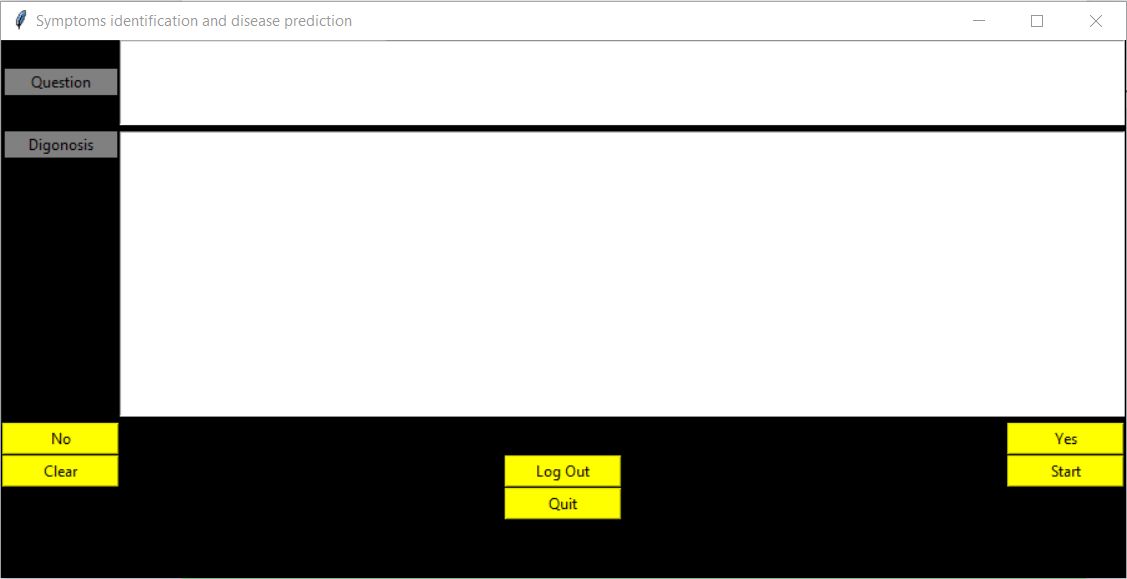 Symptoms identification and disease prediction
Question
Digonosis
No
Yes
Clear
Log Out
Start
Quit